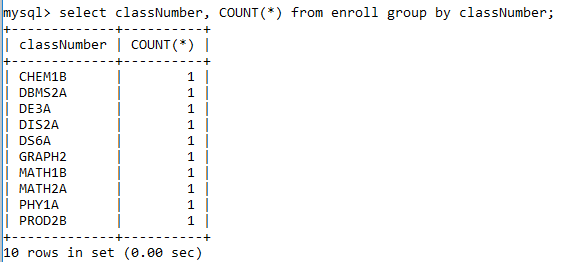 mysql> select classNumber, COUNT(*) from enroll group by classNumber;
+-------------+----------+
| classNumber | COUNT(*) |
+-------------+----------+
| CHEM1B      |        1 |
| DBMS2A      |        1 |
| DE3A        |        1 |
| DIS2A       |        1 |
| DS6A        |        1 |
| GRAPH2      |        1 |
| MATH1B      |        1 |
| MATH2A      |        1 |
| PHY1A       |        1 |
| PROD2B      |        1 |
+-------------+----------+
10 rows in set (0.00 sec)